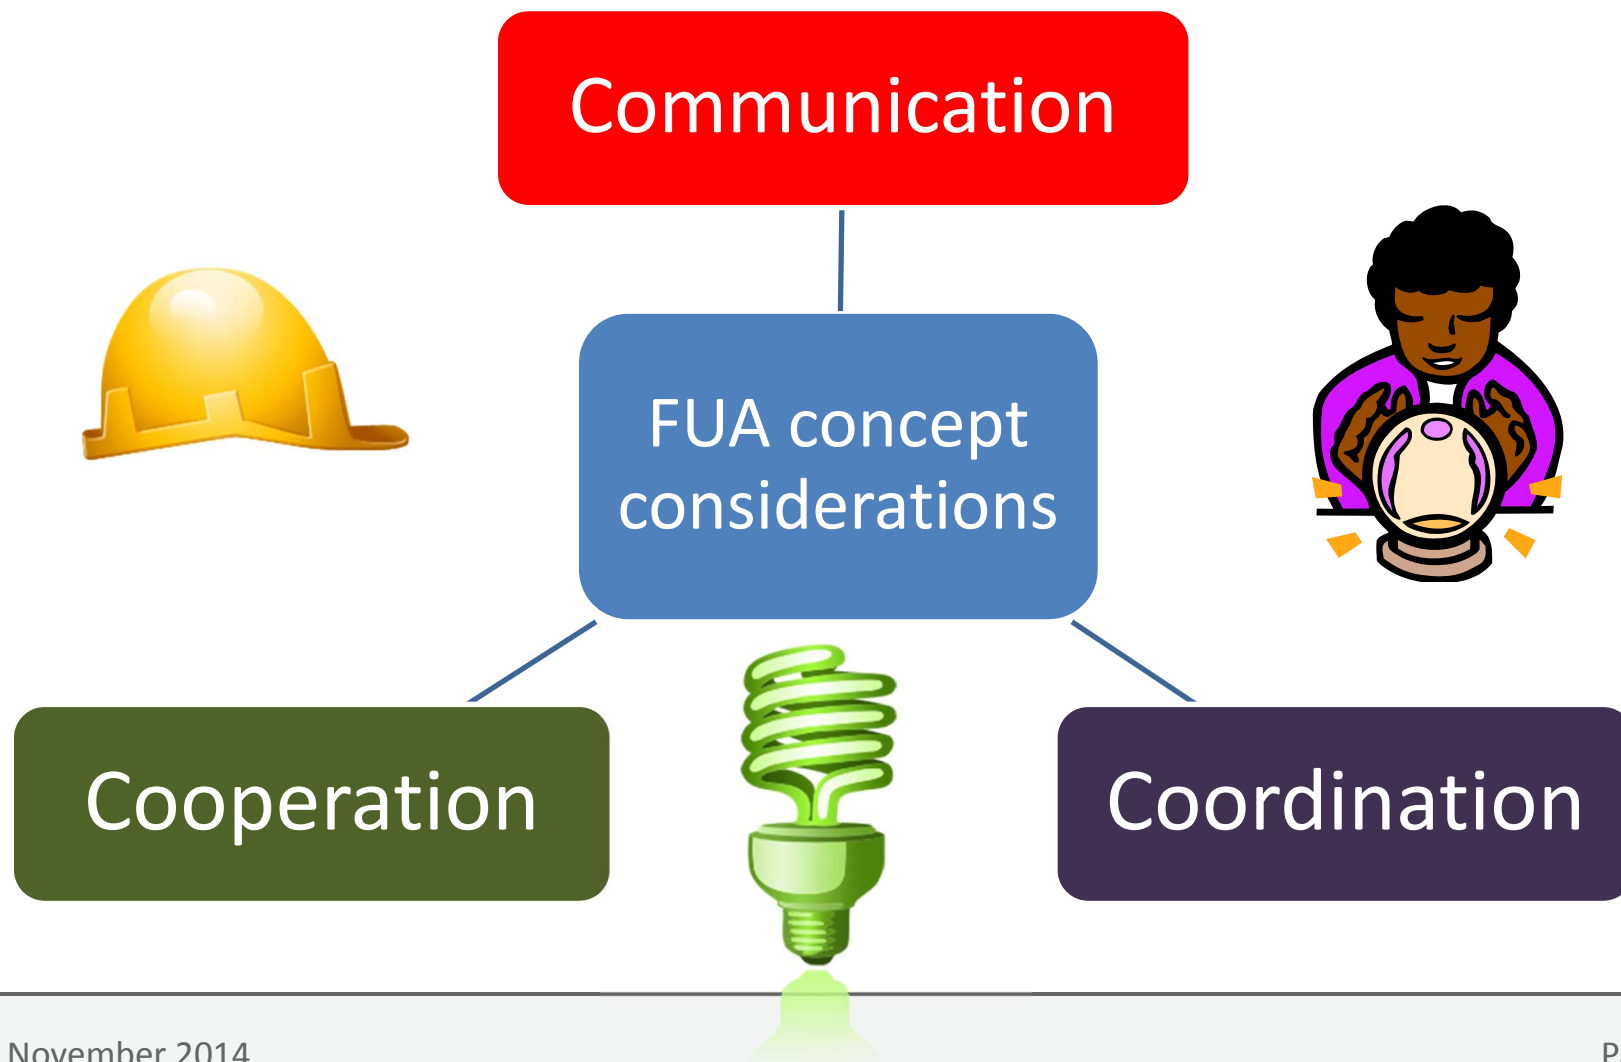 Communication
FUA concept
considerations
Cooperation
Coordination
November 2014
P